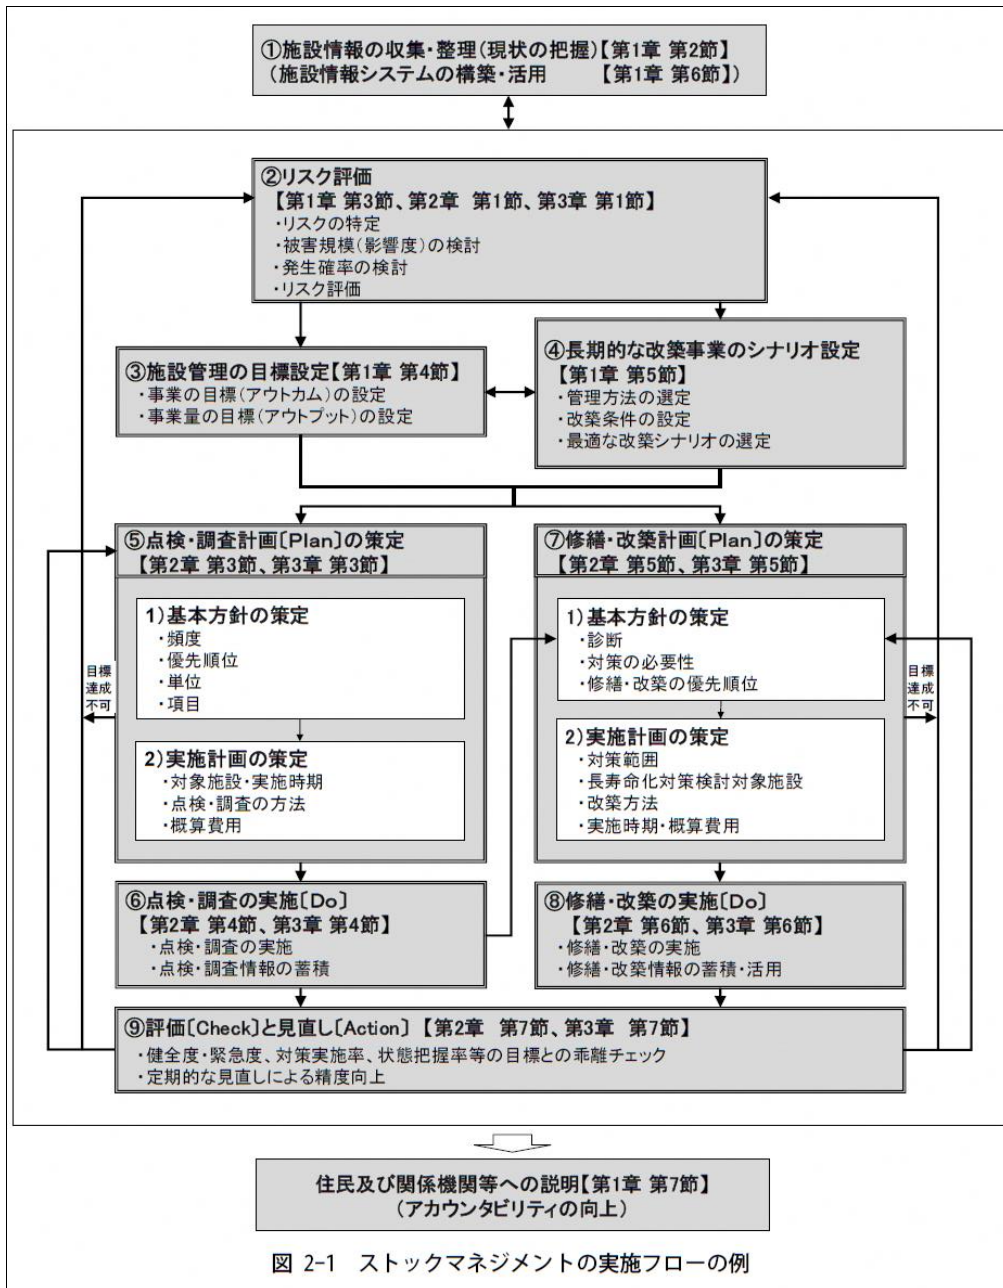 ①施設情報の収集・整理(現状の把握)【第1章 第2節】
(施設情報システムの構築・活用　　【第1章 第6節】)
②リスク評価
【第1章 第3節、第2章 第1節、第3章 第1節】
・リスクの特定
・被害規模(影響度)の検討
・発生確率の検討
・リスク評価
③施設管理の目標設定【第1章 第4節】
・事業の目標(アウトカム)の設定
・事業量の目標(アウトプット)の設定
④長期的な改築事業のシナリオ設定
【第1章 第5節】
・管理方法の選定
・改築条件の設定
・最適な改築シナリオの選定
⑤点検・調査計画〔Plan〕の策定
【第2章 第3節、第3章 第3節】
1)基本方針の策定
・頻度
・優先順位
・単位
・項目
目標
達成
不可
2)実施計画の策定
・対象施設・実施時期
・点検・調査の方法
・概算費用
⑥点検・調査の実施〔Do〕
【第2章 第4節、第3章 第4節】
・点検・調査の実施
・点検・調査情報の蓄積
⑦修繕・改築計画〔Plan〕の策定
【第2章 第5節、第3章 第5節】
1)基本方針の策定
・診断
・対策の必要性
・修繕・改築の優先順位
目標
達成
不可
2)実施計画の策定
・対策範囲
・長寿命化対策検討対象施設
・改築方法
・実施時期・概算費用
⑧修繕・改築の実施〔Do〕
【第2章 第6節、第3章 第6節】
・修繕・改築の実施
・修繕・改築情報の蓄積・活用
⑨評価〔Check〕と見直し〔Action〕【第2章 第7節、第3章 第7節】
・健全度・緊急度、対策実施率、状態把握率等の目標との乖離チェック
・定期的な見直しによる精度向上
住民及び関係機関等への説明【第1章 第7節】
(アカウンタビリティの向上)
図 2-1 ストックマネジメントの実施フローの例